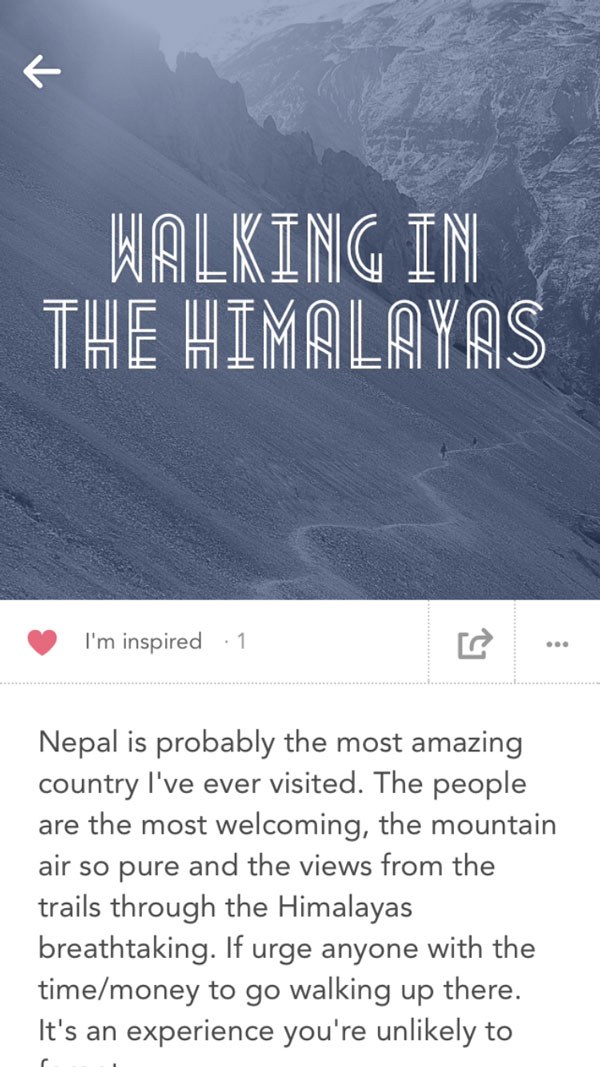 WALKING IN
THE HIMALAYAS
I'm inspired · 1
Nepal is probably the most amazing
country I've ever visited. The people
are the most welcoming, the mountain
air so pure and the views from the
trails through the Himalayas
breathtaking. If urge anyone with the
time/money to go walking up there.
It's an experience you're unlikely to